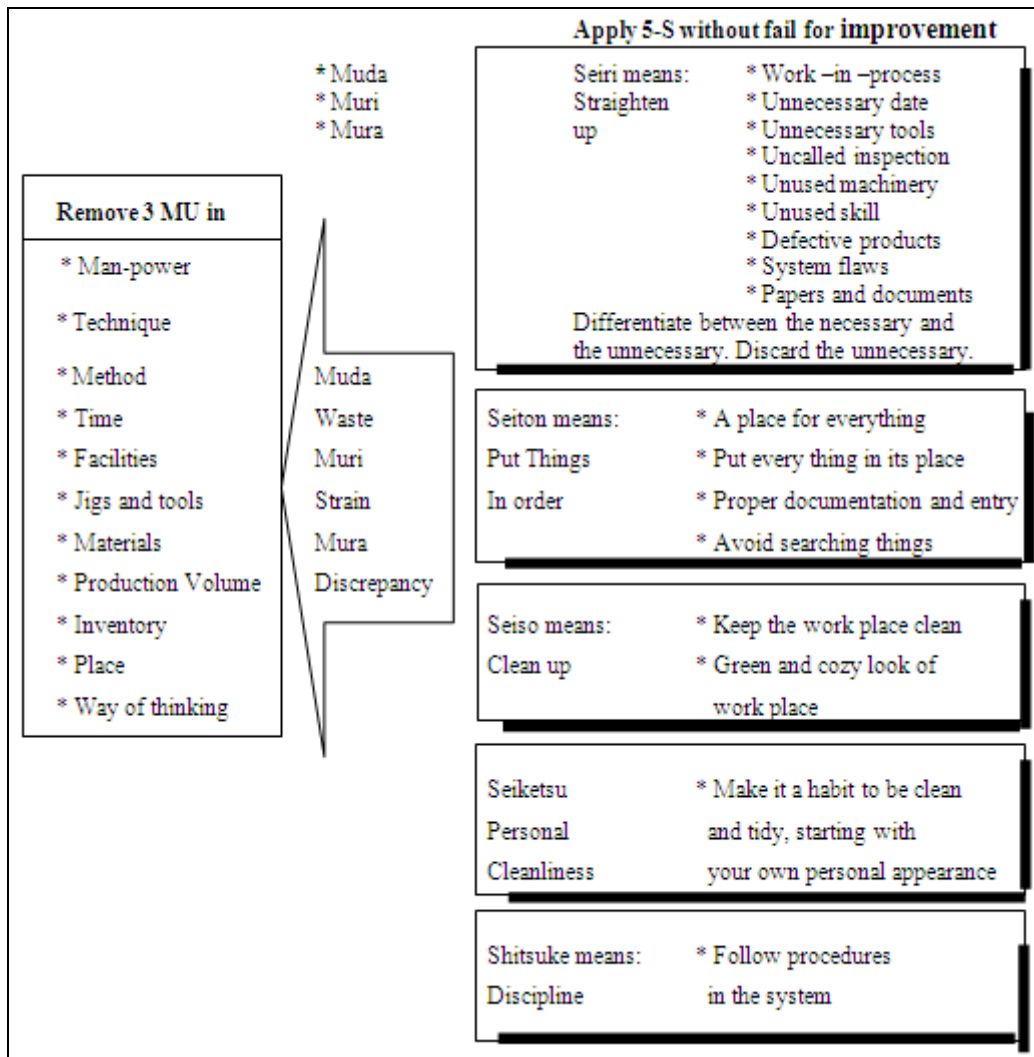 Apply 5-S without fail for improvement
* Muda
* Muri
* Mura
Remove 3 MU in
* Man-power
* Technique
* Method
* Time
* Facilities
* Jigs and tools
* Materials
* Production Volume
* Inventory
* Place
* Way of thinking
Muda
Waste
Muri
Strain
Mura
Discrepancy
Seiri means:
Straighten
up
* Work –in –process
* Unnecessary date
* Unnecessary tools
* Uncalled inspection
* Unused machinery
* Unused skill
* Defective products
* System flaws
* Papers and documents
Differentiate between the necessary and
the unnecessary. Discard the unnecessary.
Seiton means:
Put Things
In order
* A place for everything
* Put every thing in its place
* Proper documentation and entry
* Avoid searching things
Seiso means:
Clean up
* Keep the work place clean
* Green and cozy look of
work place
Seiketsu
Personal
Cleanliness
* Make it a habit to be clean
and tidy, starting with
your own personal appearance
Shitsuke means:
Discipline
* Follow procedures
in the system